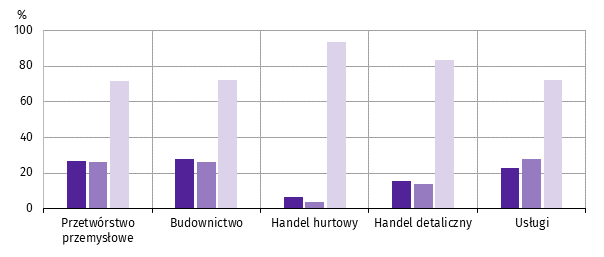 %
100
80
60
40
20
0
Przetwórstwo
przemysłowe
Budownictwo
Handel hurtowy
Handel detaliczny
Usługi